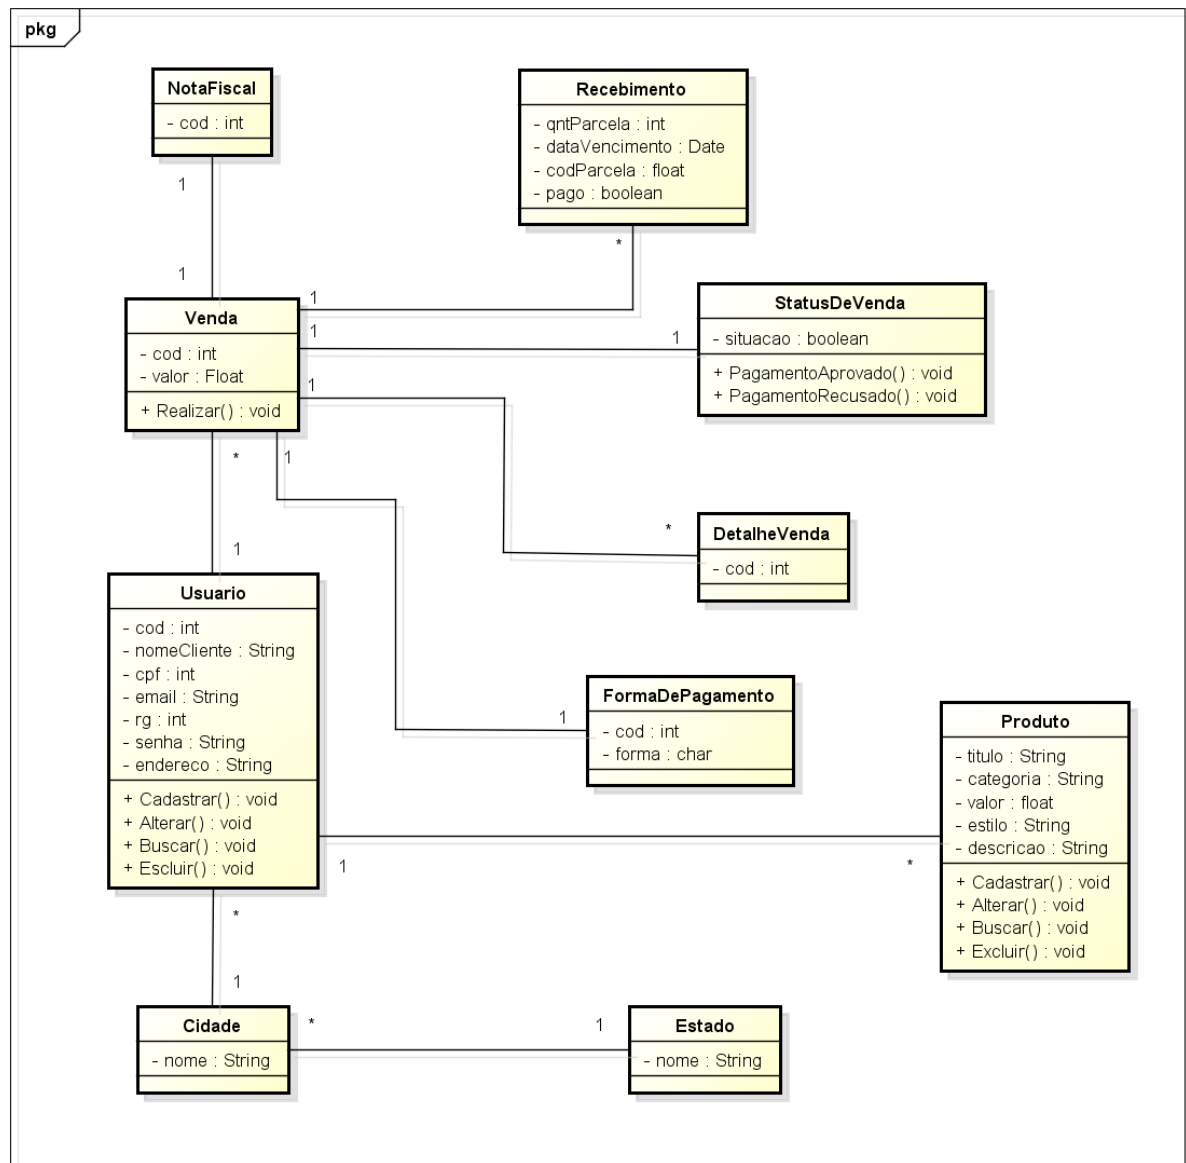 pkg
NotaFiscal
- cod : int
Recebimento
- qntParcela : int
- dataVencimento : Date
- codParcela : float
- pago : boolean
1
*
1
1
Venda
- cod : int
- valor : Float
+ Realizar() : void
1
1
StatusDeVenda
- situacao : boolean
+ PagamentoAprovado() : void
+ PagamentoRecusado() : void
1
*
1
*
DetalheVenda
- cod : int
1
Usuario
- cod : int
- nomeCliente : String
- cpf : int
- email : String
- rg : int
- senha : String
- endereco : String
+ Cadastrar() : void
+ Alterar() : void
+ Buscar() : void
+ Escluir() : void
1
FormaDePagamento
- cod : int
- forma : char
Produto
- titulo : String
- categoria : String
- valor : float
- estilo : String
- descricao : String
+ Cadastrar() : void
+ Alterar() : void
+ Buscar() : void
+ Excluir() : void
1
*
*
1
Cidade
- nome : String
*
1
Estado
- nome : String